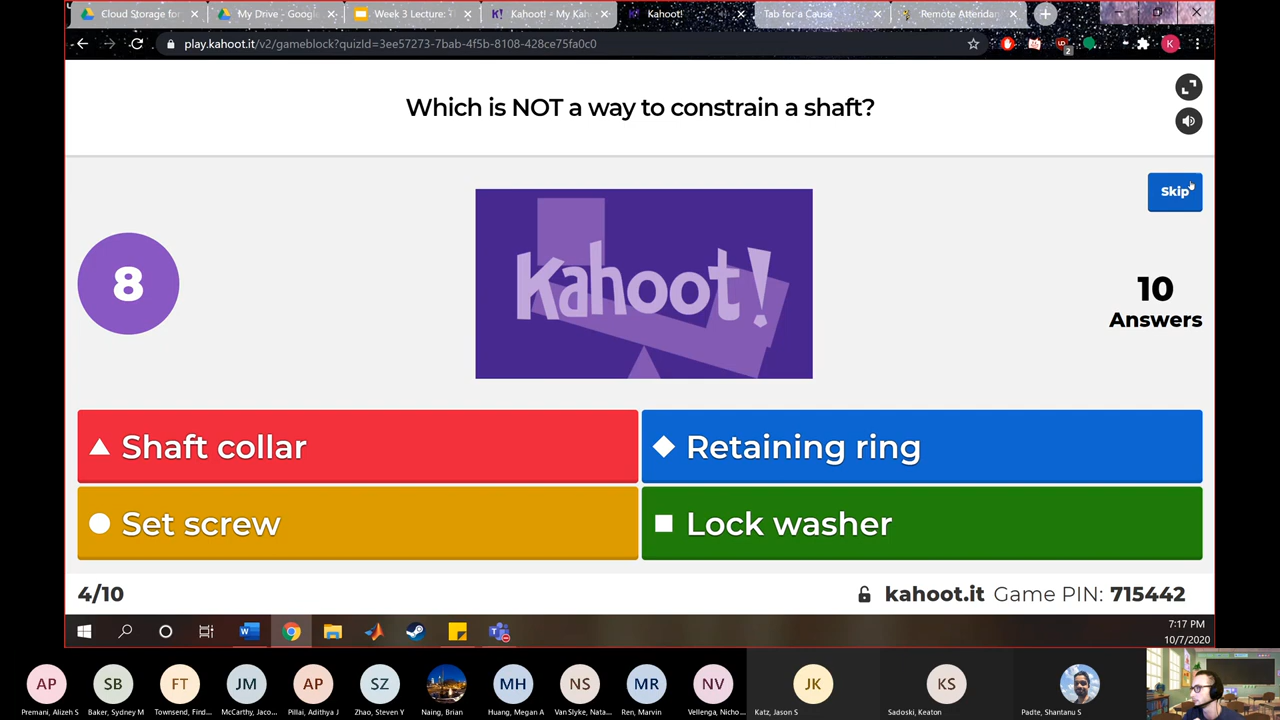 Cloud Storage for
My Drive - Google
Week 3 Lecture: T
Kahoot! - My Kah
Kahoot!
Tab for a Cause
Remote Attendan
play.kahoot.it/v2/gameblock?quizId=3ee57273-7bab-4f5b-8108-428ce75fa0c0
2
K
Which is NOT a way to constrain a shaft?
Skip
8
Kahoot!
10
Answers
Shaft collar
Retaining ring
Set screw
Lock washer
4/10
kahoot.it Game PIN: 715442
7:17 PM
10/7/2020
AP
SB
FT
JM
AP
SZ
MH
NS
MR
NV
JK
KS
Premani, Alizeh S
Baker, Sydney M
Townsend, Find...
McCarthy, Jaco...
Pillai, Adithya J
Zhao, Steven Y
Naing, Brian
Huang, Megan A
Van Slyke, Nata...
Ren, Marvin
Vellenga, Nicho...
Katz, Jason S
Sadoski, Keaton
Padte, Shantanu S